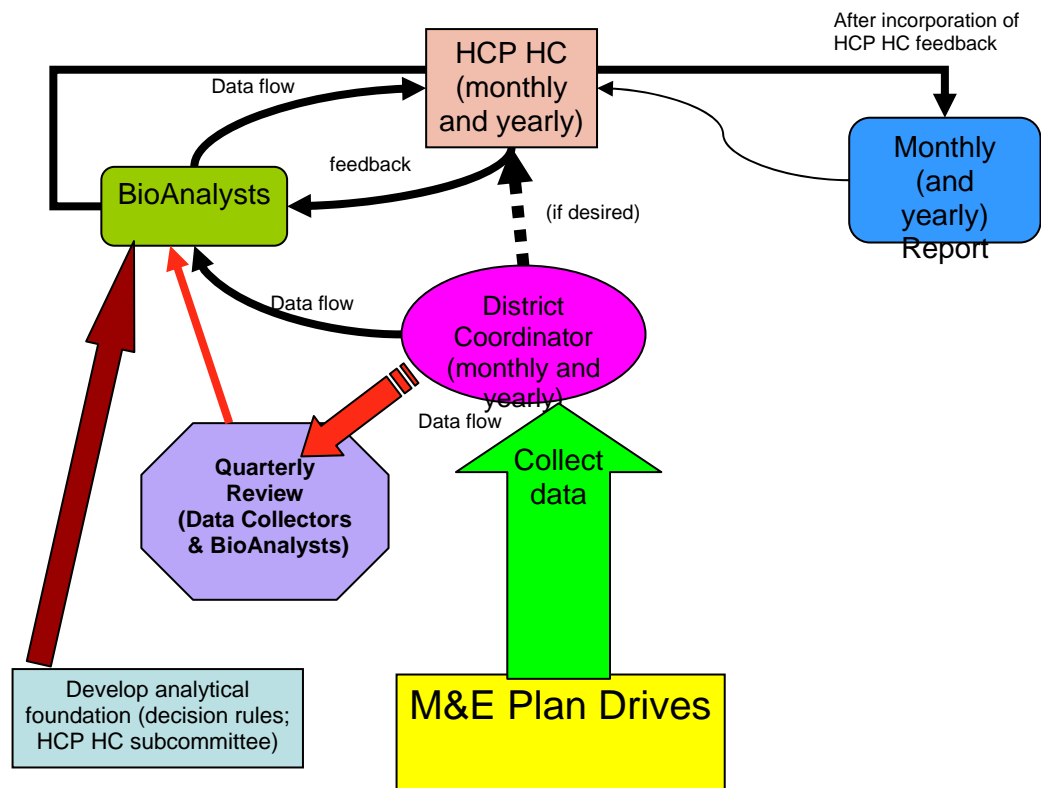 After incorporation of
HCP HC feedback
HCP HC
(monthly
and yearly)
Data flow
Monthly
(and
yearly)
Report
feedback
BioAnalysts
(if desired)
Data flow
District
Coordinator
(monthly and
yearly)
Data flow
Quarterly
Review
(Data Collectors
& BioAnalysts)
Collect
data
Develop analytical
foundation (decision rules;
HCP HC subcommittee)
M&E Plan Drives